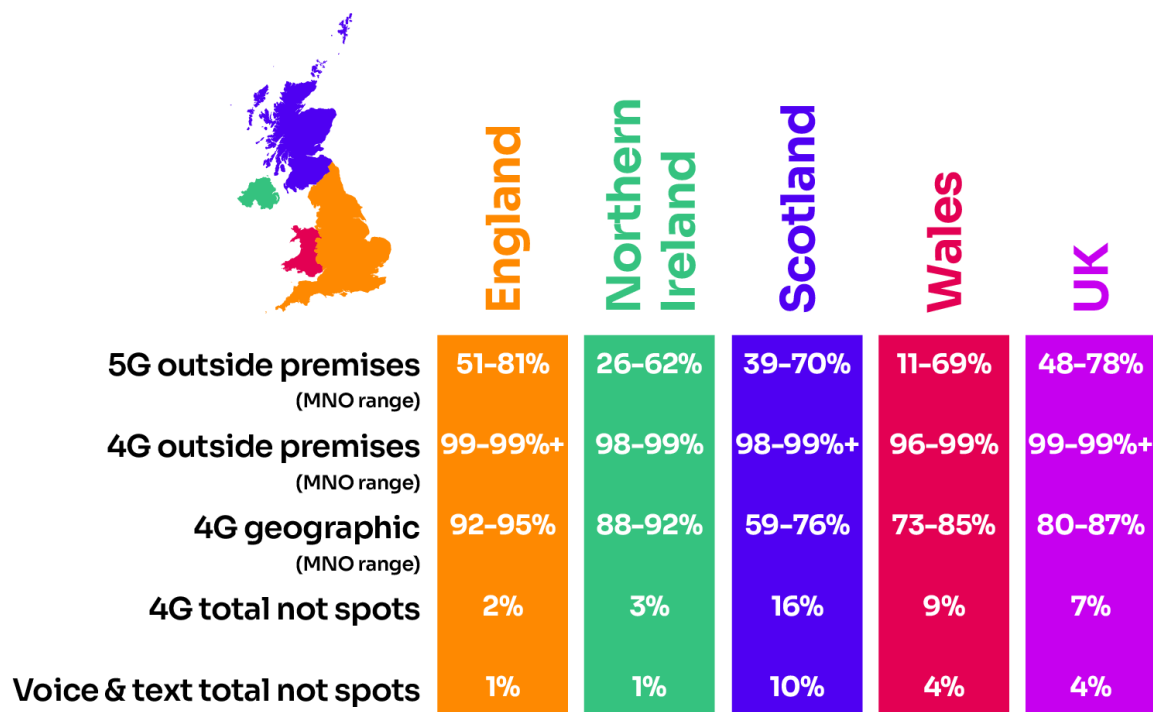 England
Northern
Ireland
Scotland
Wales
UK
5G outside premises
(MNO range)
51-81%
26-62%
39-70%
11-69%
48-78%
4G outside premises
(MNO range)
99-99%+
98-99%
98-99%+
96-99%
99-99%+
4G geographic
(MNO range)
92-95%
88-92%
59-76%
73-85%
80-87%
4G total not spots
2%
3%
16%
9%
7%
Voice & text total not spots
1%
1%
10%
4%
4%